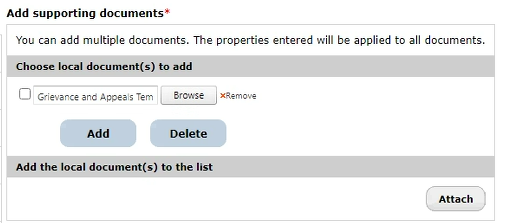 Add supporting documents*
You can add multiple documents. The properties entered will be applied to all documents.
Choose local document(s) to add
Grievance and Appeals Tem Browse ×Remove
Add Delete
Add the local document(s) to the list
Attach